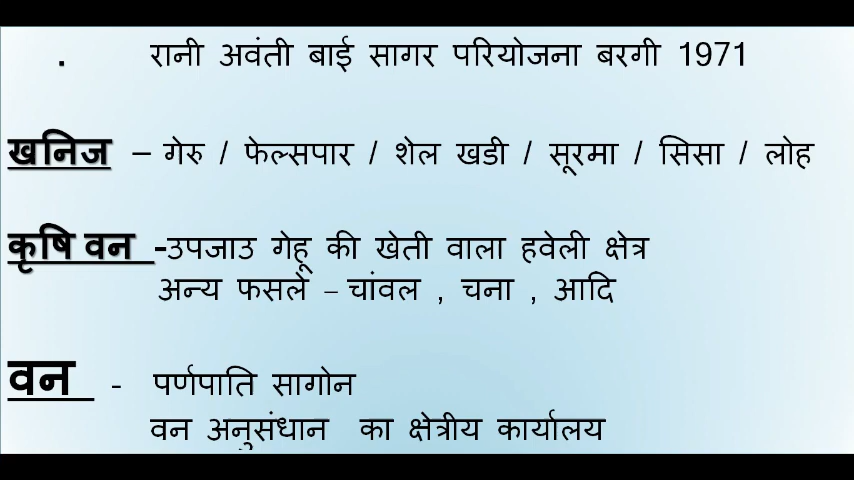 . रानी अवंती बाई सागर परियोजना बरगी 1971
खनिज – गेरु / फेल्सपार / शेल खडी / सूरमा / सिसा / लोह
कृषि वन -उपजाउ गेहू की खेती वाला हवेली क्षेत्र
अन्य फसले – चांवल , चना , आदि
वन - पर्णपाति सागोन
वन अनुसंधान का क्षेत्रीय कार्यालय